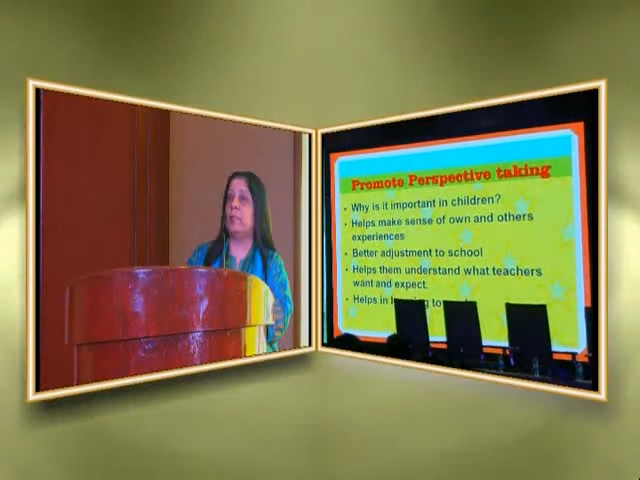 Promote Perspective taking
• Why is it important in children?
• Helps make sense of own and others
experiences
• Better adjustment to school
• Helps them understand what teachers
want and expect.
• Helps in